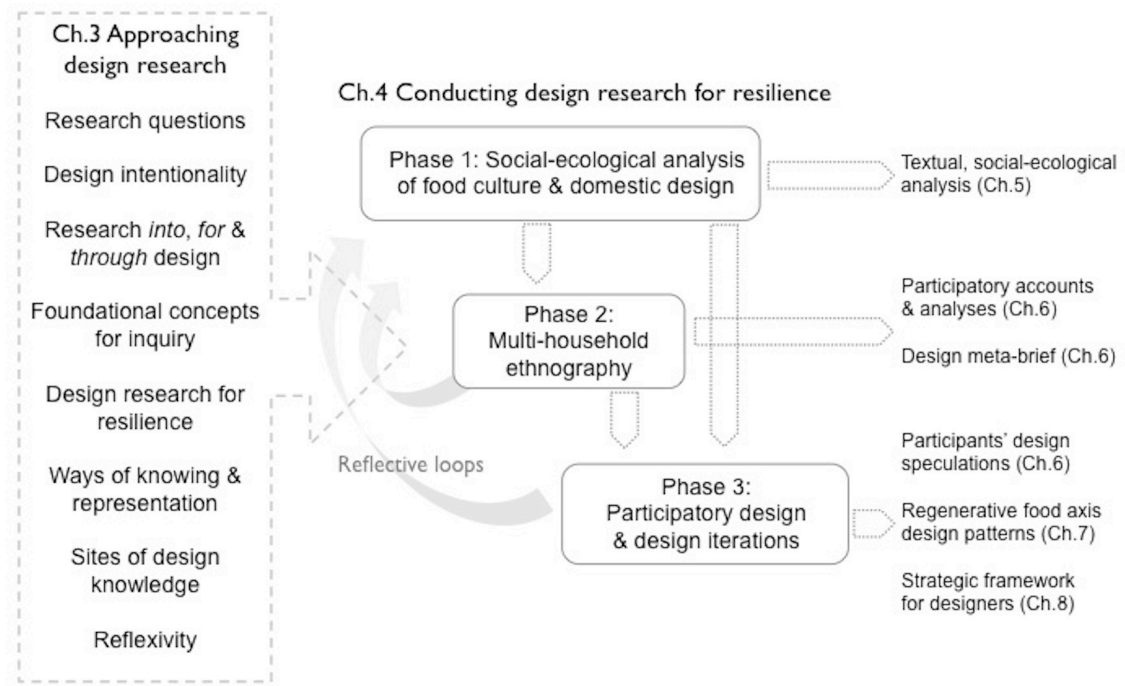 Ch.3 Approaching
design research
Research questions
Design intentionality
Research into, for &
through design
Foundational concepts
for inquiry
Design research for
resilience
Ways of knowing &
representation
Sites of design
knowledge
Reflexivity
Ch.4 Conducting design research for resilience
Phase 1: Social-ecological analysis
of food culture & domestic design
Textual, social-ecological
analysis (Ch.5)
Phase 2:
Multi-household
ethnography
Participatory accounts
& analyses (Ch.6)
Design meta-brief (Ch.6)
Reflective loops
Phase 3:
Participatory design
& design iterations
Participants' design
speculations (Ch.6)
Regenerative food axis
design patterns (Ch.7)
Strategic framework
for designers (Ch.8)